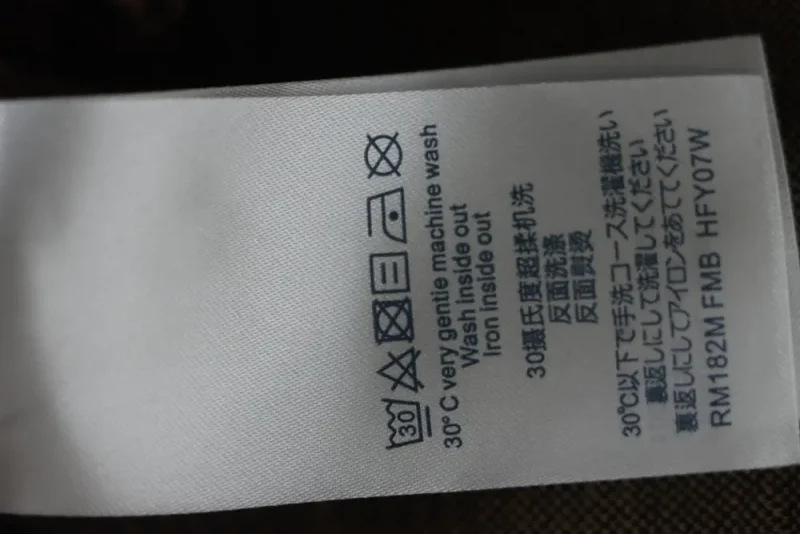 30
30° C very gentle machine wash
Wash inside out
Iron inside out
30摄氏度超揉机洗
反面洗涤
反面熨烫
30℃以下で手洗コース洗濯機洗い
裏返しにして洗濯してください
裏返しにしてアイロンをあててください
RM182M FMB HFY07W